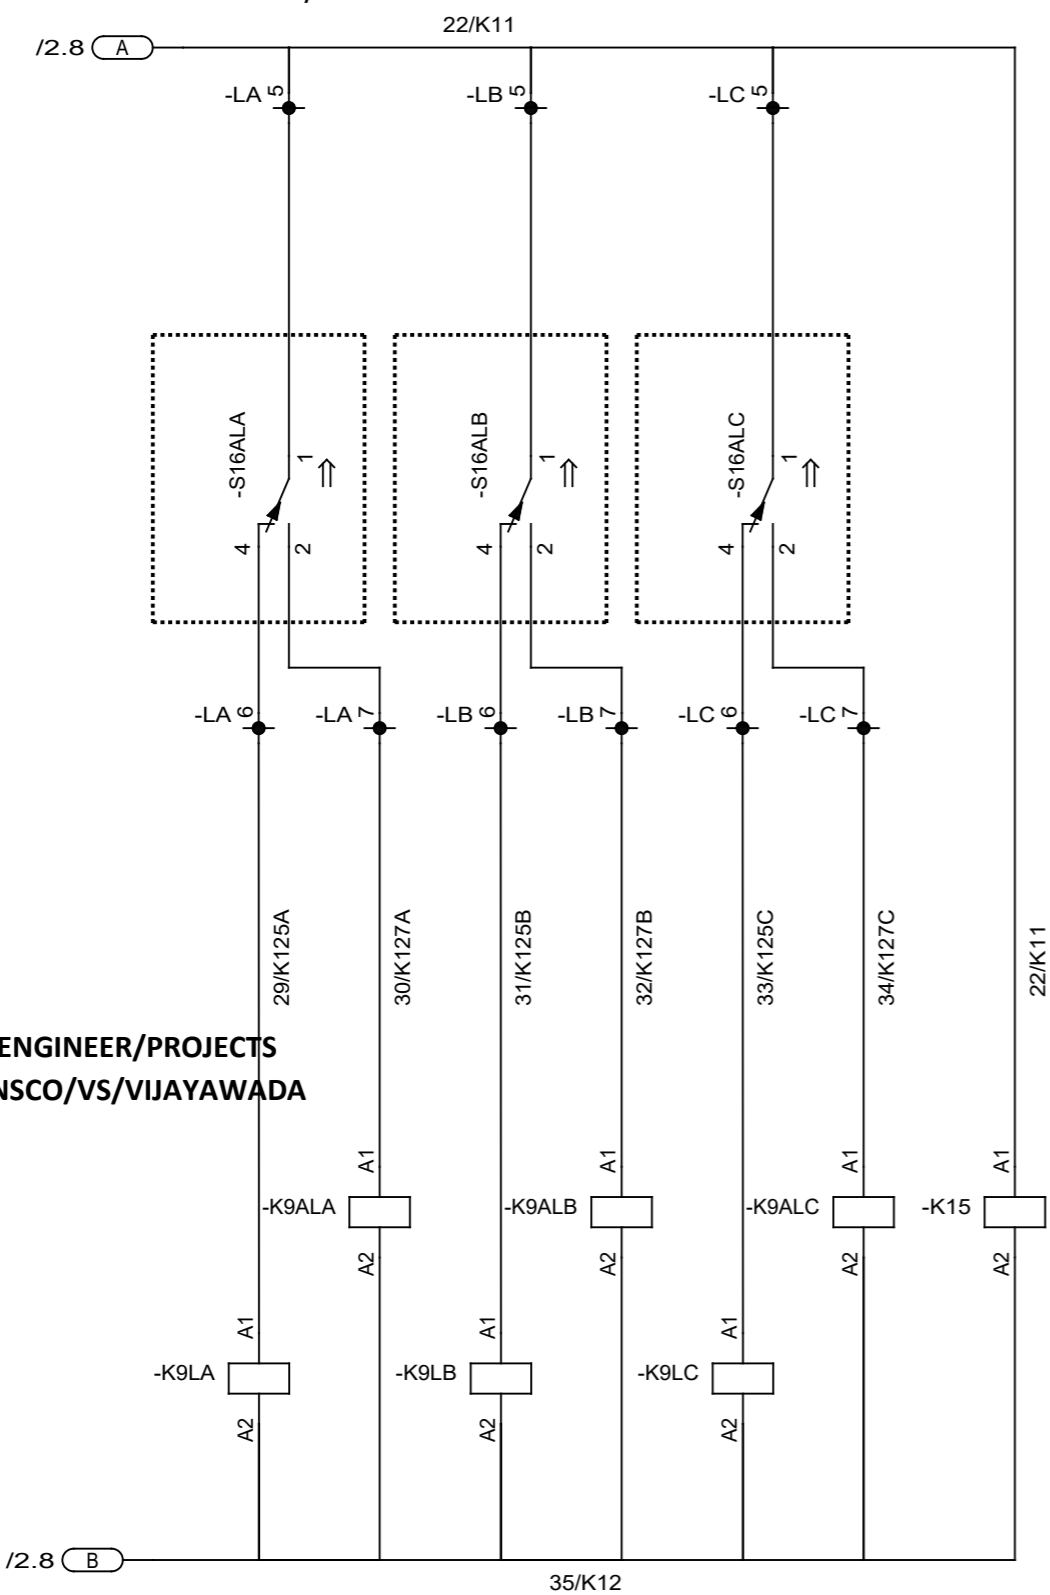 22/K11
/2.8 A
-LA 5
-LB 5
-LC 5
-S16ALA 1
-S16ALB 1
-S16ALC 1
4 2
4 2
4 2
-LA 6
-LA 7
-LB 6
-LB 7
-LC 6
-LC 7
29/K125A
30/K127A
31/K125B
32/K127B
33/K125C
34/K127C
22/K11
ENGINEER/PROJECTS
NSCO/VS/VIJAYAWADA
A1
A1
A1
A1
-K9ALA
-K9ALB
-K9ALC
-K15
A2
A2
A2
A2
A1
A1
A1
-K9LA
-K9LB
-K9LC
A2
A2
A2
/2.8 B
35/K12